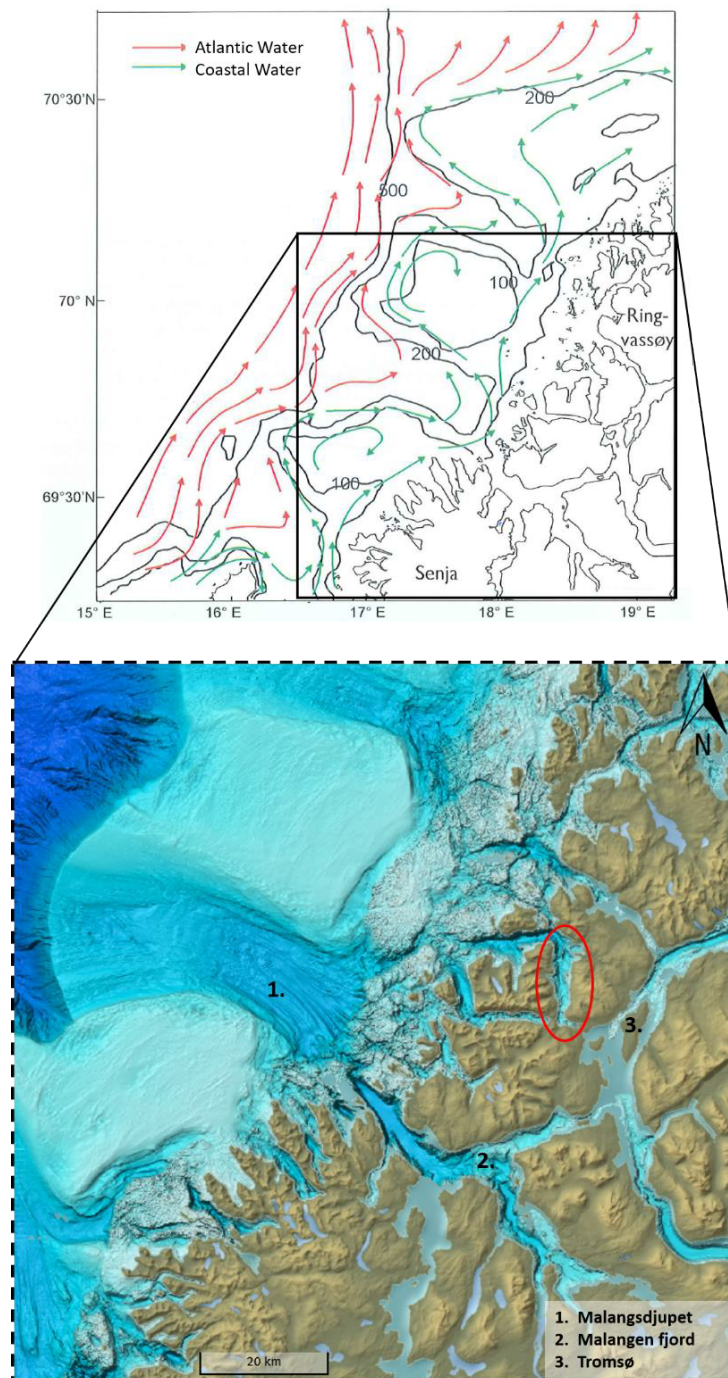 Atlantic Water
Coastal Water
70°30'N
200
500
70° N
100
Ring-
vassøy
200
69°30'N
100
Senja
15° E
16° E
17° E
18° E
19° E
N
1.
3.
2.
20 km
1. Malangsdjupet
2. Malangen fjord
3. Tromsø